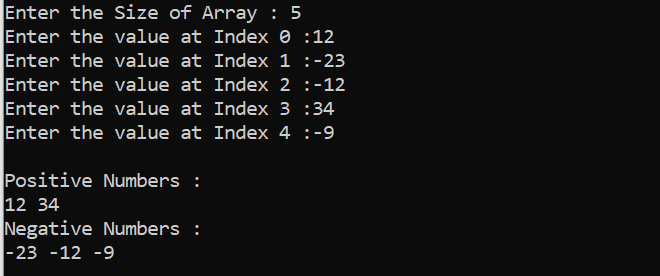 Enter the Size of Array : 5
Enter the value at Index 0 :12
Enter the value at Index 1 :-23
Enter the value at Index 2 :-12
Enter the value at Index 3 :34
Enter the value at Index 4 :-9
Positive Numbers :
12 34
Negative Numbers :
-23 -12 -9